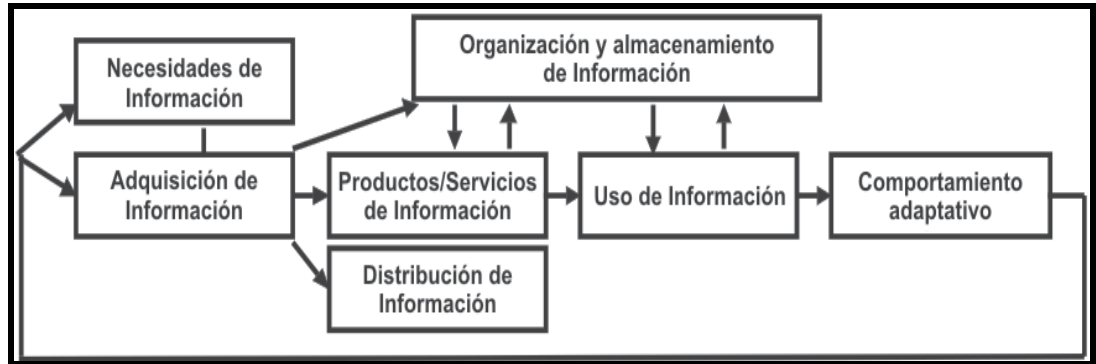 Necesidades de
Información
Organización y almacenamiento
de Información
Adquisición de
Información
Productos/Servicios
de Información
Uso de Información
Comportamiento
adaptativo
Distribución de
Información